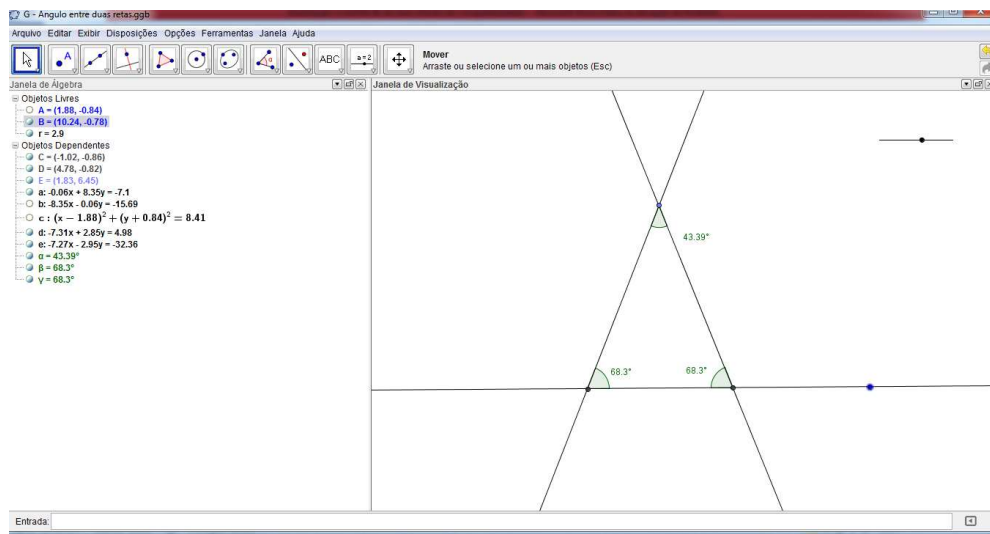 G - Angulo entre duas retas.ggb
Arquivo Editar Exibir Disposições Opções Ferramentas Janela Ajuda
A
α
ABC
a=2
Mover
Arraste ou selecione um ou mais objetos (Esc)
Janela de Álgebra
Janela de Visualização
Objetos Livres
A = (1.88, -0.84)
B = (10.24, -0.78)
r = 2.9
Objetos Dependentes
C = (-1.02, -0.86)
D = (4.78, -0.82)
E = (1.83, 6.45)
a: -0.06x + 8.35y = -7.1
b: -8.35x - 0.06y = -15.69
c : (x − 1.88)² + (y + 0.84)² = 8.41
d: -7.31x + 2.85y = 4.98
e: -7.27x - 2.95y = -32.36
α = 43.39°
β = 68.3°
γ = 68.3°
43.39°
68.3°
68.3°
Entrada: